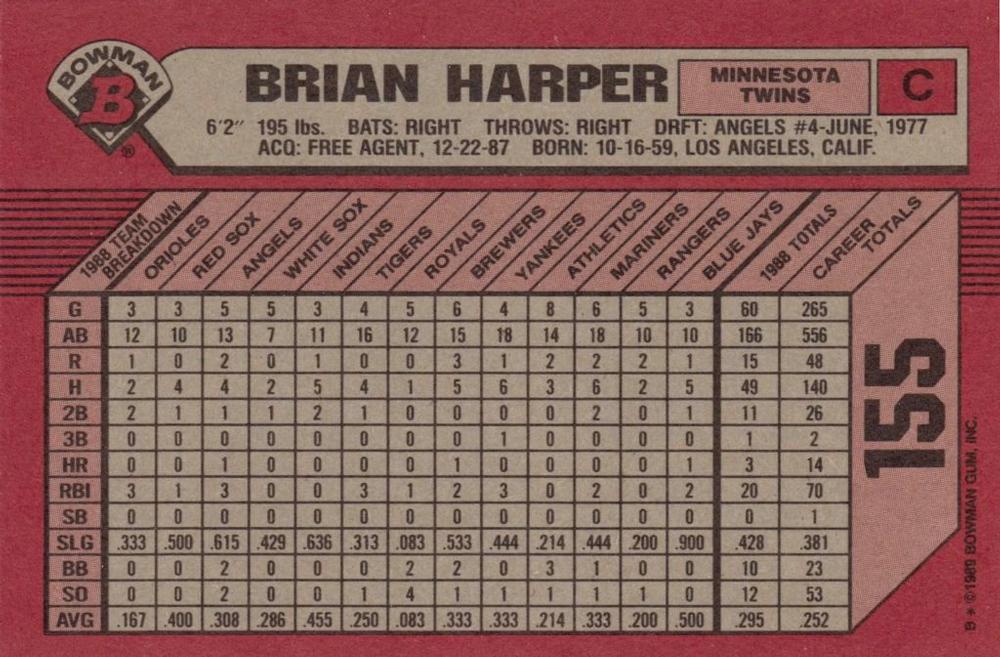 BOWMAN
B
®
BRIAN HARPER
MINNESOTA
TWINS
C
6'2" 195 lbs. BATS: RIGHT THROWS: RIGHT DRFT: ANGELS #4-JUNE, 1977
ACQ: FREE AGENT, 12-22-87 BORN: 10-16-59, LOS ANGELES, CALIF.
1988 TEAM BREAKDOWN ORIOLES RED SOX ANGELS WHITE SOX INDIANS TIGERS ROYALS BREWERS YANKEES ATHLETICS MARINERS RANGERS BLUE JAYS 1988 TOTALS CAREER TOTALS
G 3 3 5 5 3 4 5 6 4 8 6 5 3 60 265
AB 12 10 13 7 11 16 12 15 18 14 18 10 10 166 556
R 1 0 2 0 1 0 0 3 1 2 2 2 1 15 48
H 2 4 4 2 5 4 1 5 6 3 6 2 5 49 140
2B 2 1 1 1 2 1 0 0 0 0 2 0 1 11 26
3B 0 0 0 0 0 0 0 0 1 0 0 0 0 1 2
HR 0 0 1 0 0 0 0 1 0 0 0 0 1 3 14
RBI 3 1 3 0 0 3 1 2 3 0 2 0 2 20 70
SB 0 0 0 0 0 0 0 0 0 0 0 0 0 0 1
SLG .333 .500 .615 .429 .636 .313 .083 .533 .444 .214 .444 .200 .900 .428 .381
BB 0 0 2 0 0 0 2 2 0 3 1 0 0 10 23
SO 0 0 2 0 0 1 4 1 1 1 1 1 0 12 53
AVG .167 .400 .308 .286 .455 .250 .083 .333 .333 .214 .333 .200 .500 .295 .252
155
B * ©1989 BOWMAN GUM, INC.